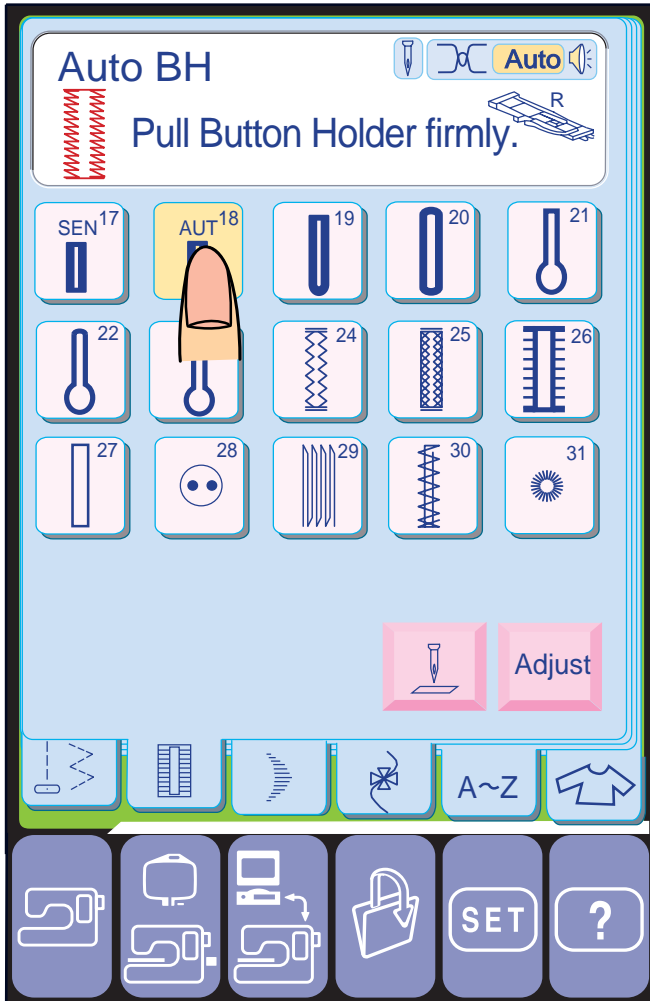 Auto BH
Auto
R
Pull Button Holder firmly.
SEN 17
AUT 18
19
20
21
22
24
25
26
27
28
29
30
31
Adjust
A~Z
SET
?